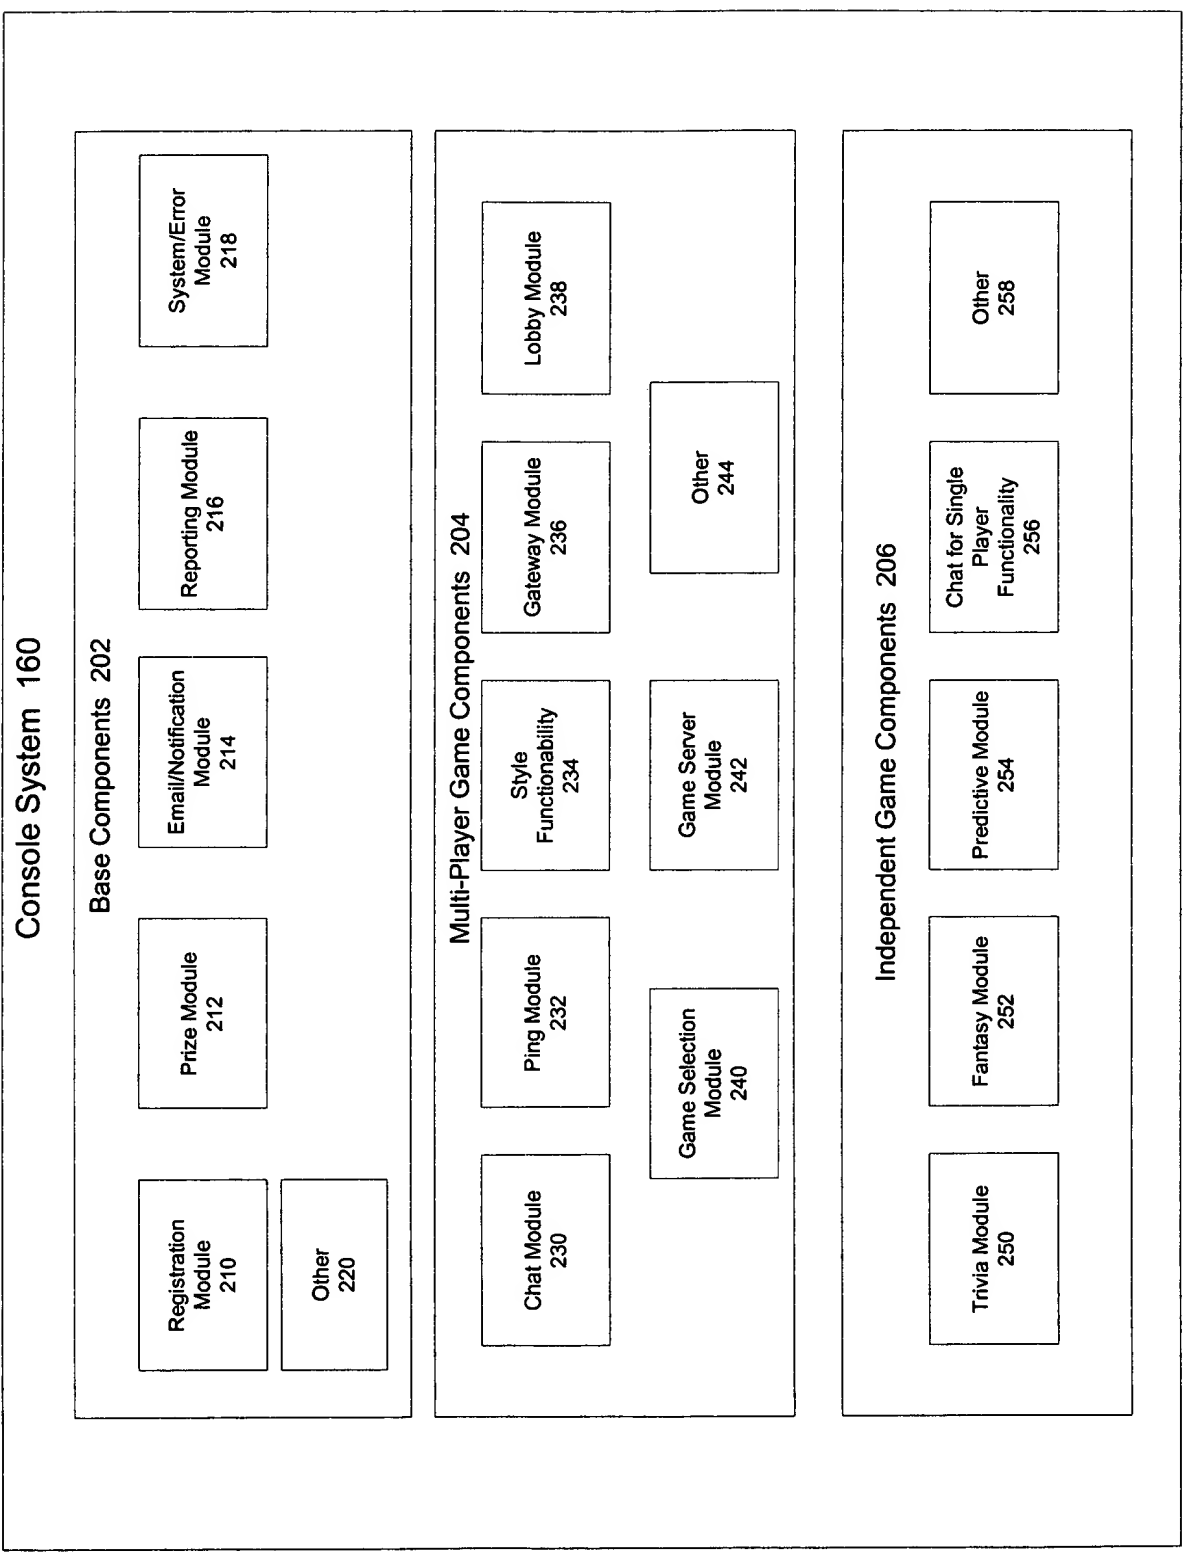 Console System 160
Base Components 202
Registration
Module
210
Prize Module
212
Email/Notification
Module
214
Reporting Module
216
System/Error
Module
218
Other
220
Multi-Player Game Components 204
Chat Module
230
Ping Module
232
Style
Functionability
234
Gateway Module
236
Lobby Module
238
Game Selection
Module
240
Game Server
Module
242
Other
244
Independent Game Components 206
Trivia Module
250
Fantasy Module
252
Predictive Module
254
Chat for Single
Player
Functionality
256
Other
258